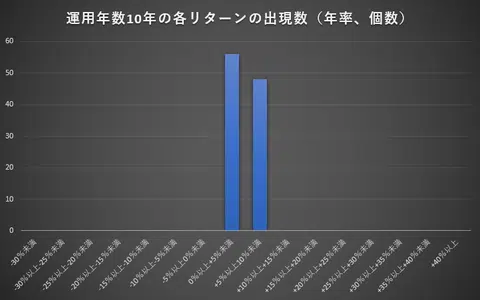 運用年数10年の各リターンの出現数（年率、個数）
60
50
40
30
20
10
0
-30%未満
-30%以上-25%未満
-25%以上-20%未満
-20%以上-15%未満
-15%以上-10%未満
-10%以上-5%未満
-5%以上0%未満
0%以上+5%未満
+5%以上+10%未満
+10%以上+15%未満
+15%以上+20%未満
+20%以上+25%未満
+25%以上+30%未満
+30%以上+35%未満
+35%以上+40%未満
+40%以上